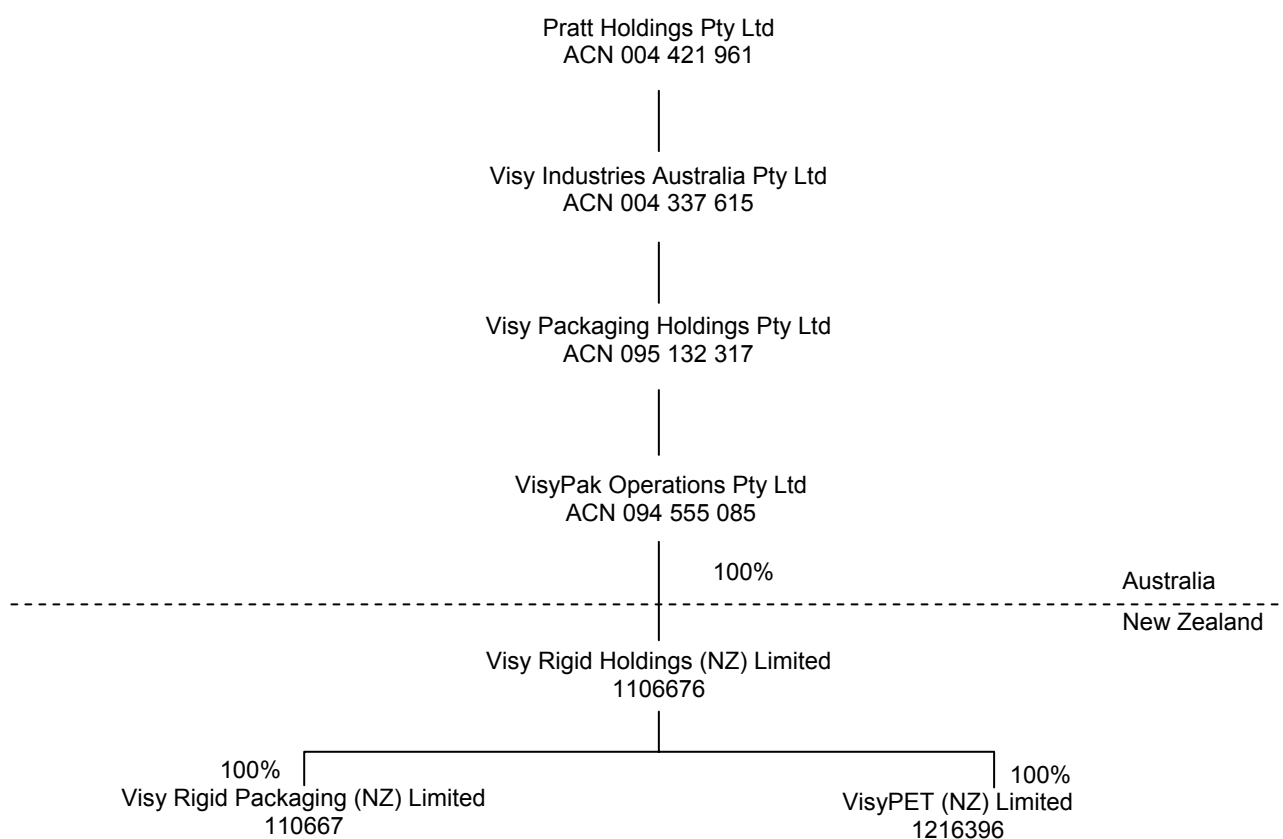 Pratt Holdings Pty Ltd
ACN 004 421 961
Visy Industries Australia Pty Ltd
ACN 004 337 615
Visy Packaging Holdings Pty Ltd
ACN 095 132 317
VisyPak Operations Pty Ltd
ACN 094 555 085
100%
Australia
New Zealand
Visy Rigid Holdings (NZ) Limited
1106676
100%
Visy Rigid Packaging (NZ) Limited
110667
100%
VisyPET (NZ) Limited
1216396